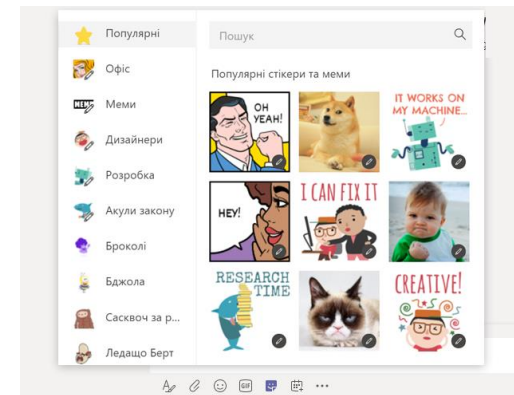 Популярні
Офіс
Меми
Дизайнери
Розробка
Акули закону
Броколі
Бджола
Сасквоч за р...
Ледащо Берт
Пошук
Популярні стікери та меми
OH
YEAH!
IT WORKS ON
MY MACHINE...
HEY!
I CAN FIX IT
RESEARCH
TIME
CREATIVE!
GIF